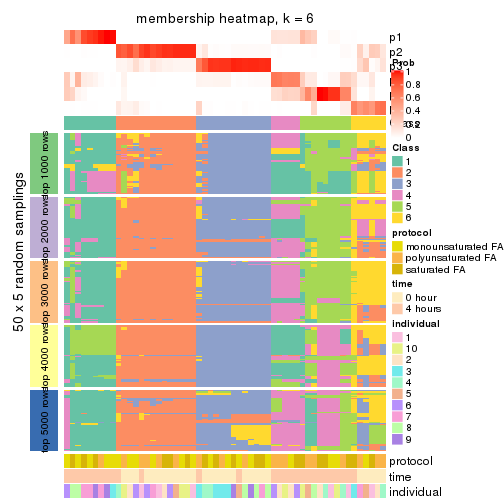 membership heatmap, k = 6
p1
p2
p3
Prob
1
0.8
0.6
0.4
0.2
0
Class
1
2
3
4
5
6
protocol
monounsaturated FA
polyunsaturated FA
saturated FA
time
0 hour
4 hours
individual
1
10
2
3
4
5
6
7
8
9
50 x 5 random samplings
top 1000 rows
top 2000 rows
top 3000 rows
top 4000 rows
top 5000 rows
protocol
time
individual